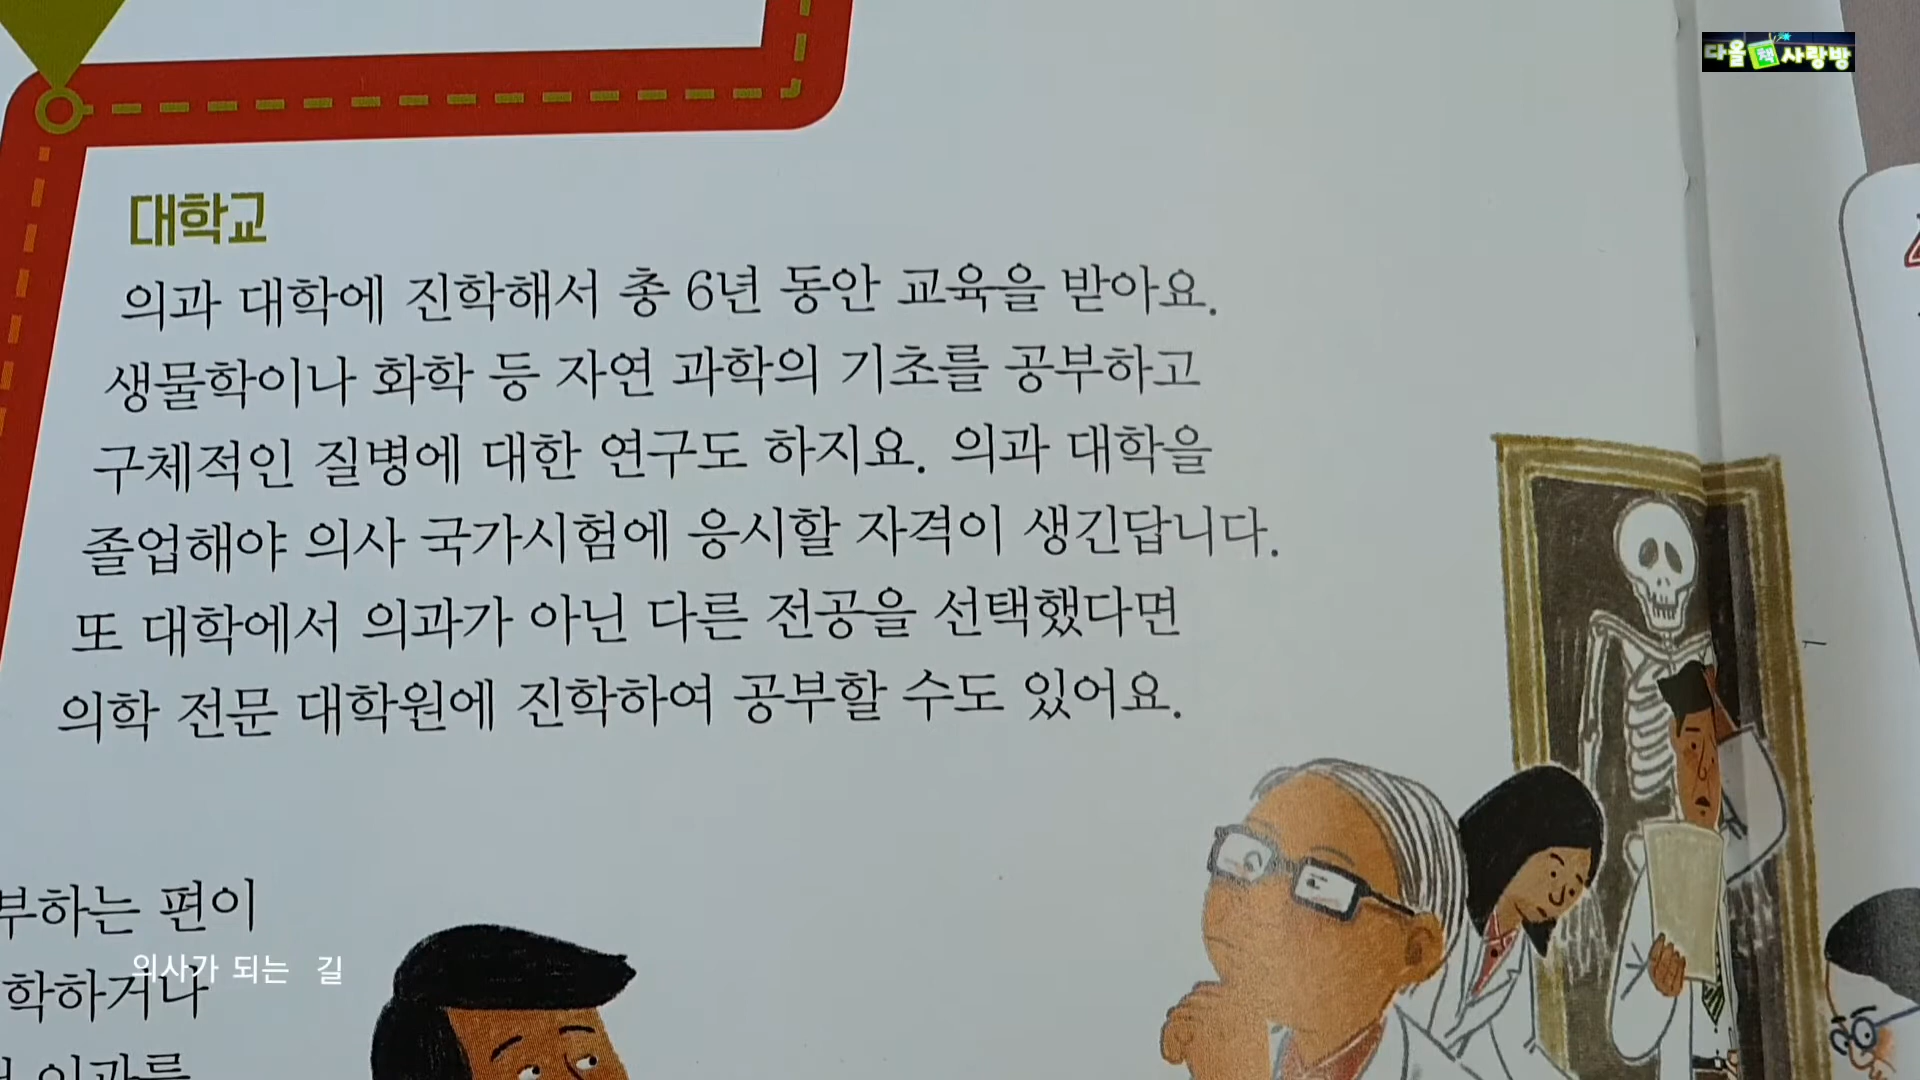 다올 책 사랑방
대학교
의과 대학에 진학해서 총 6년 동안 교육을 받아요.
생물학이나 화학 등 자연 과학의 기초를 공부하고
구체적인 질병에 대한 연구도 하지요. 의과 대학을
졸업해야 의사 국가시험에 응시할 자격이 생긴답니다.
또 대학에서 의과가 아닌 다른 전공을 선택했다면
의학 전문 대학원에 진학하여 공부할 수도 있어요.
부하는 편이
학하거나
의과를
의사가 되는 길